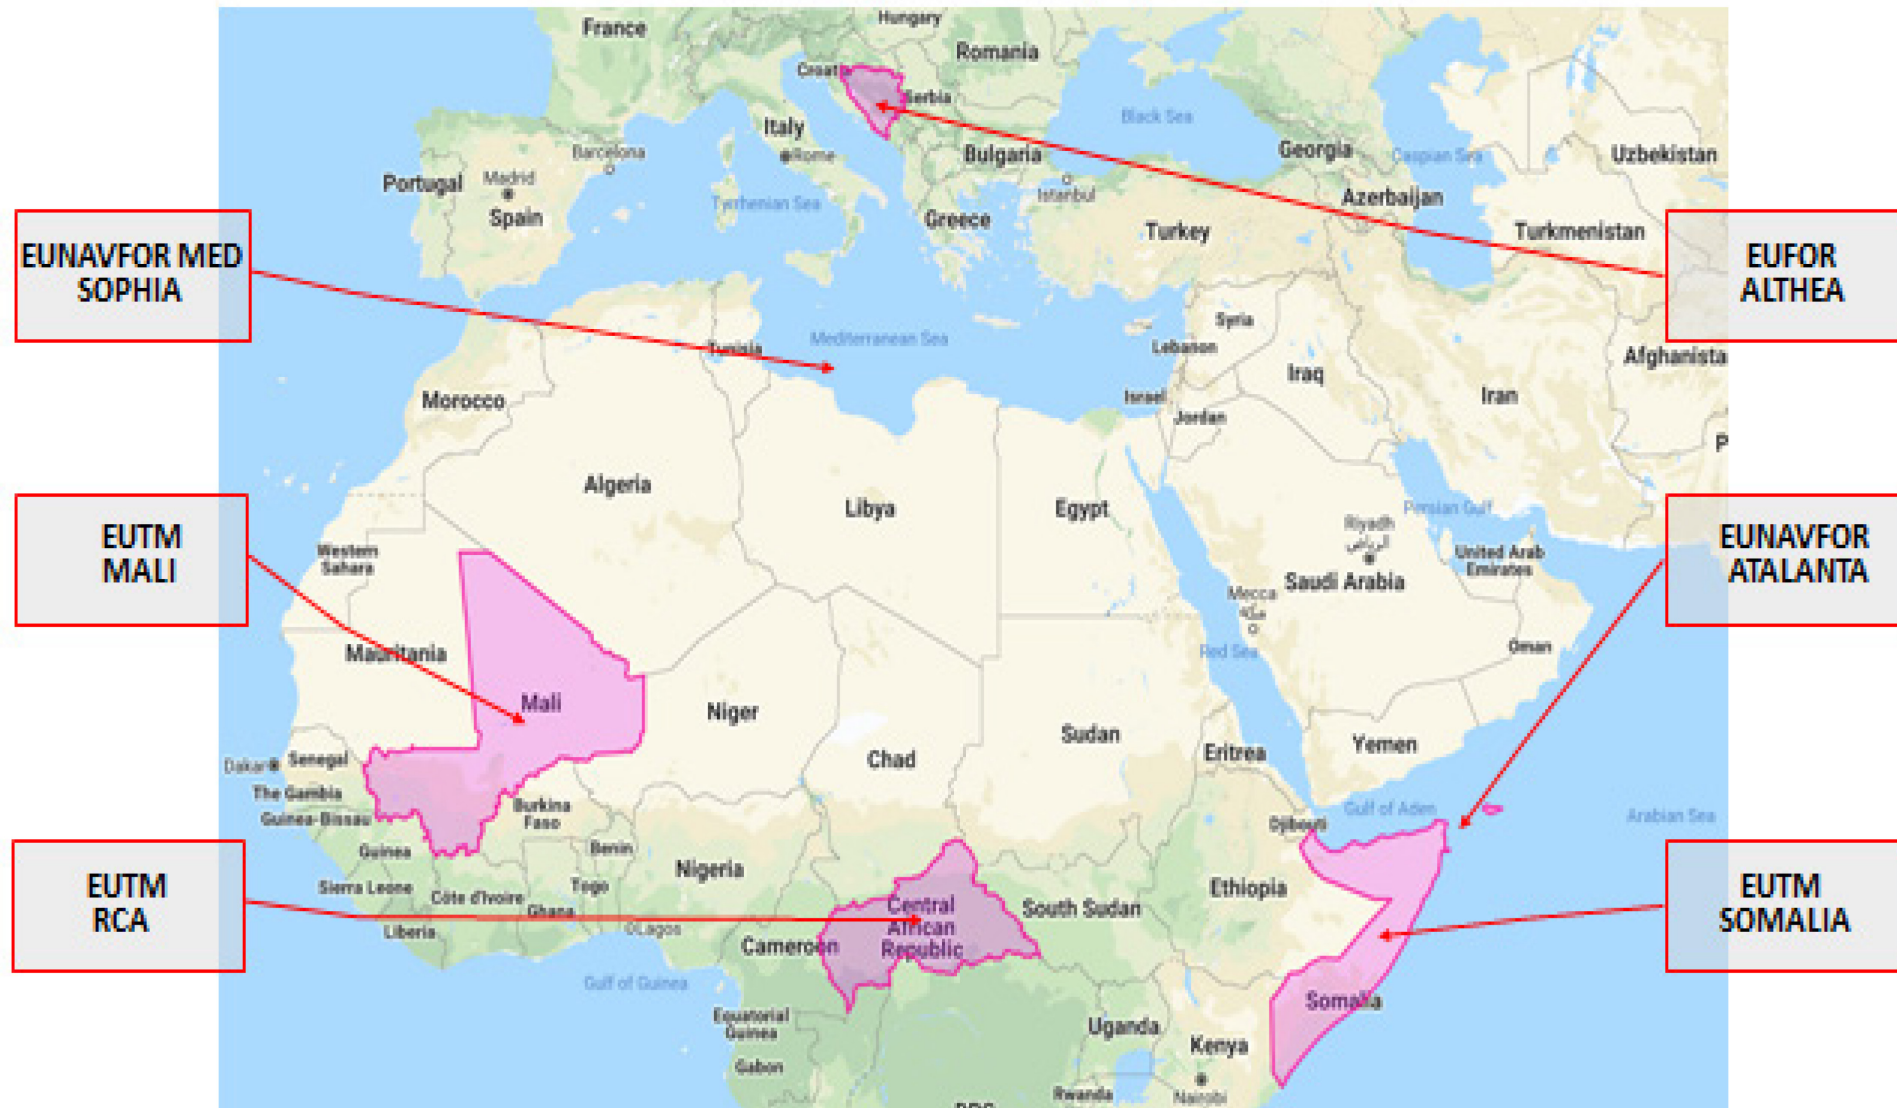 France
Hungary
Romania
Croatia
Serbia
Italy
Rome
Black Sea
Bulgaria
Georgia
Caspian Sea
Uzbekistan
Barcelona
Portugal
Madrid
Spain
Tyrrhenian Sea
Istanbul
Greece
Azerbaijan
Turkey
Turkmenistan
EUNAVFOR MED
SOPHIA
EUFOR
ALTHEA
Mediterranean Sea
Tunisia
Syria
Lebanon
Afghanista
Iraq
Iran
Morocco
Israel
Jordan
P
Algeria
Libya
Egypt
Persian Gulf
Riyadh
الرياض
EUTM
MALI
EUNAVFOR
ATALANTA
Western
Sahara
United Arab
Emirates
Saudi Arabia
Mecca
مكة
Mauritania
Red Sea
Oman
Mali
Niger
Sudan
Eritrea
Yemen
Chad
Dakar
Senegal
The Gambia
Guinea-Bissau
Burkina
Faso
Gulf of Aden
Djibouti
Arabian Sea
Guinea
Benin
Nigeria
Sierra Leone
Côte d'Ivoire
Togo
Ghana
Ethiopia
EUTM
RCA
Central
African
Republic
South Sudan
EUTM
SOMALIA
Liberia
Lagos
Cameroon
Gulf of Guinea
Somalia
Equatorial
Guinea
Uganda
Kenya
Gabon
Rwanda
Nairobi
DRC